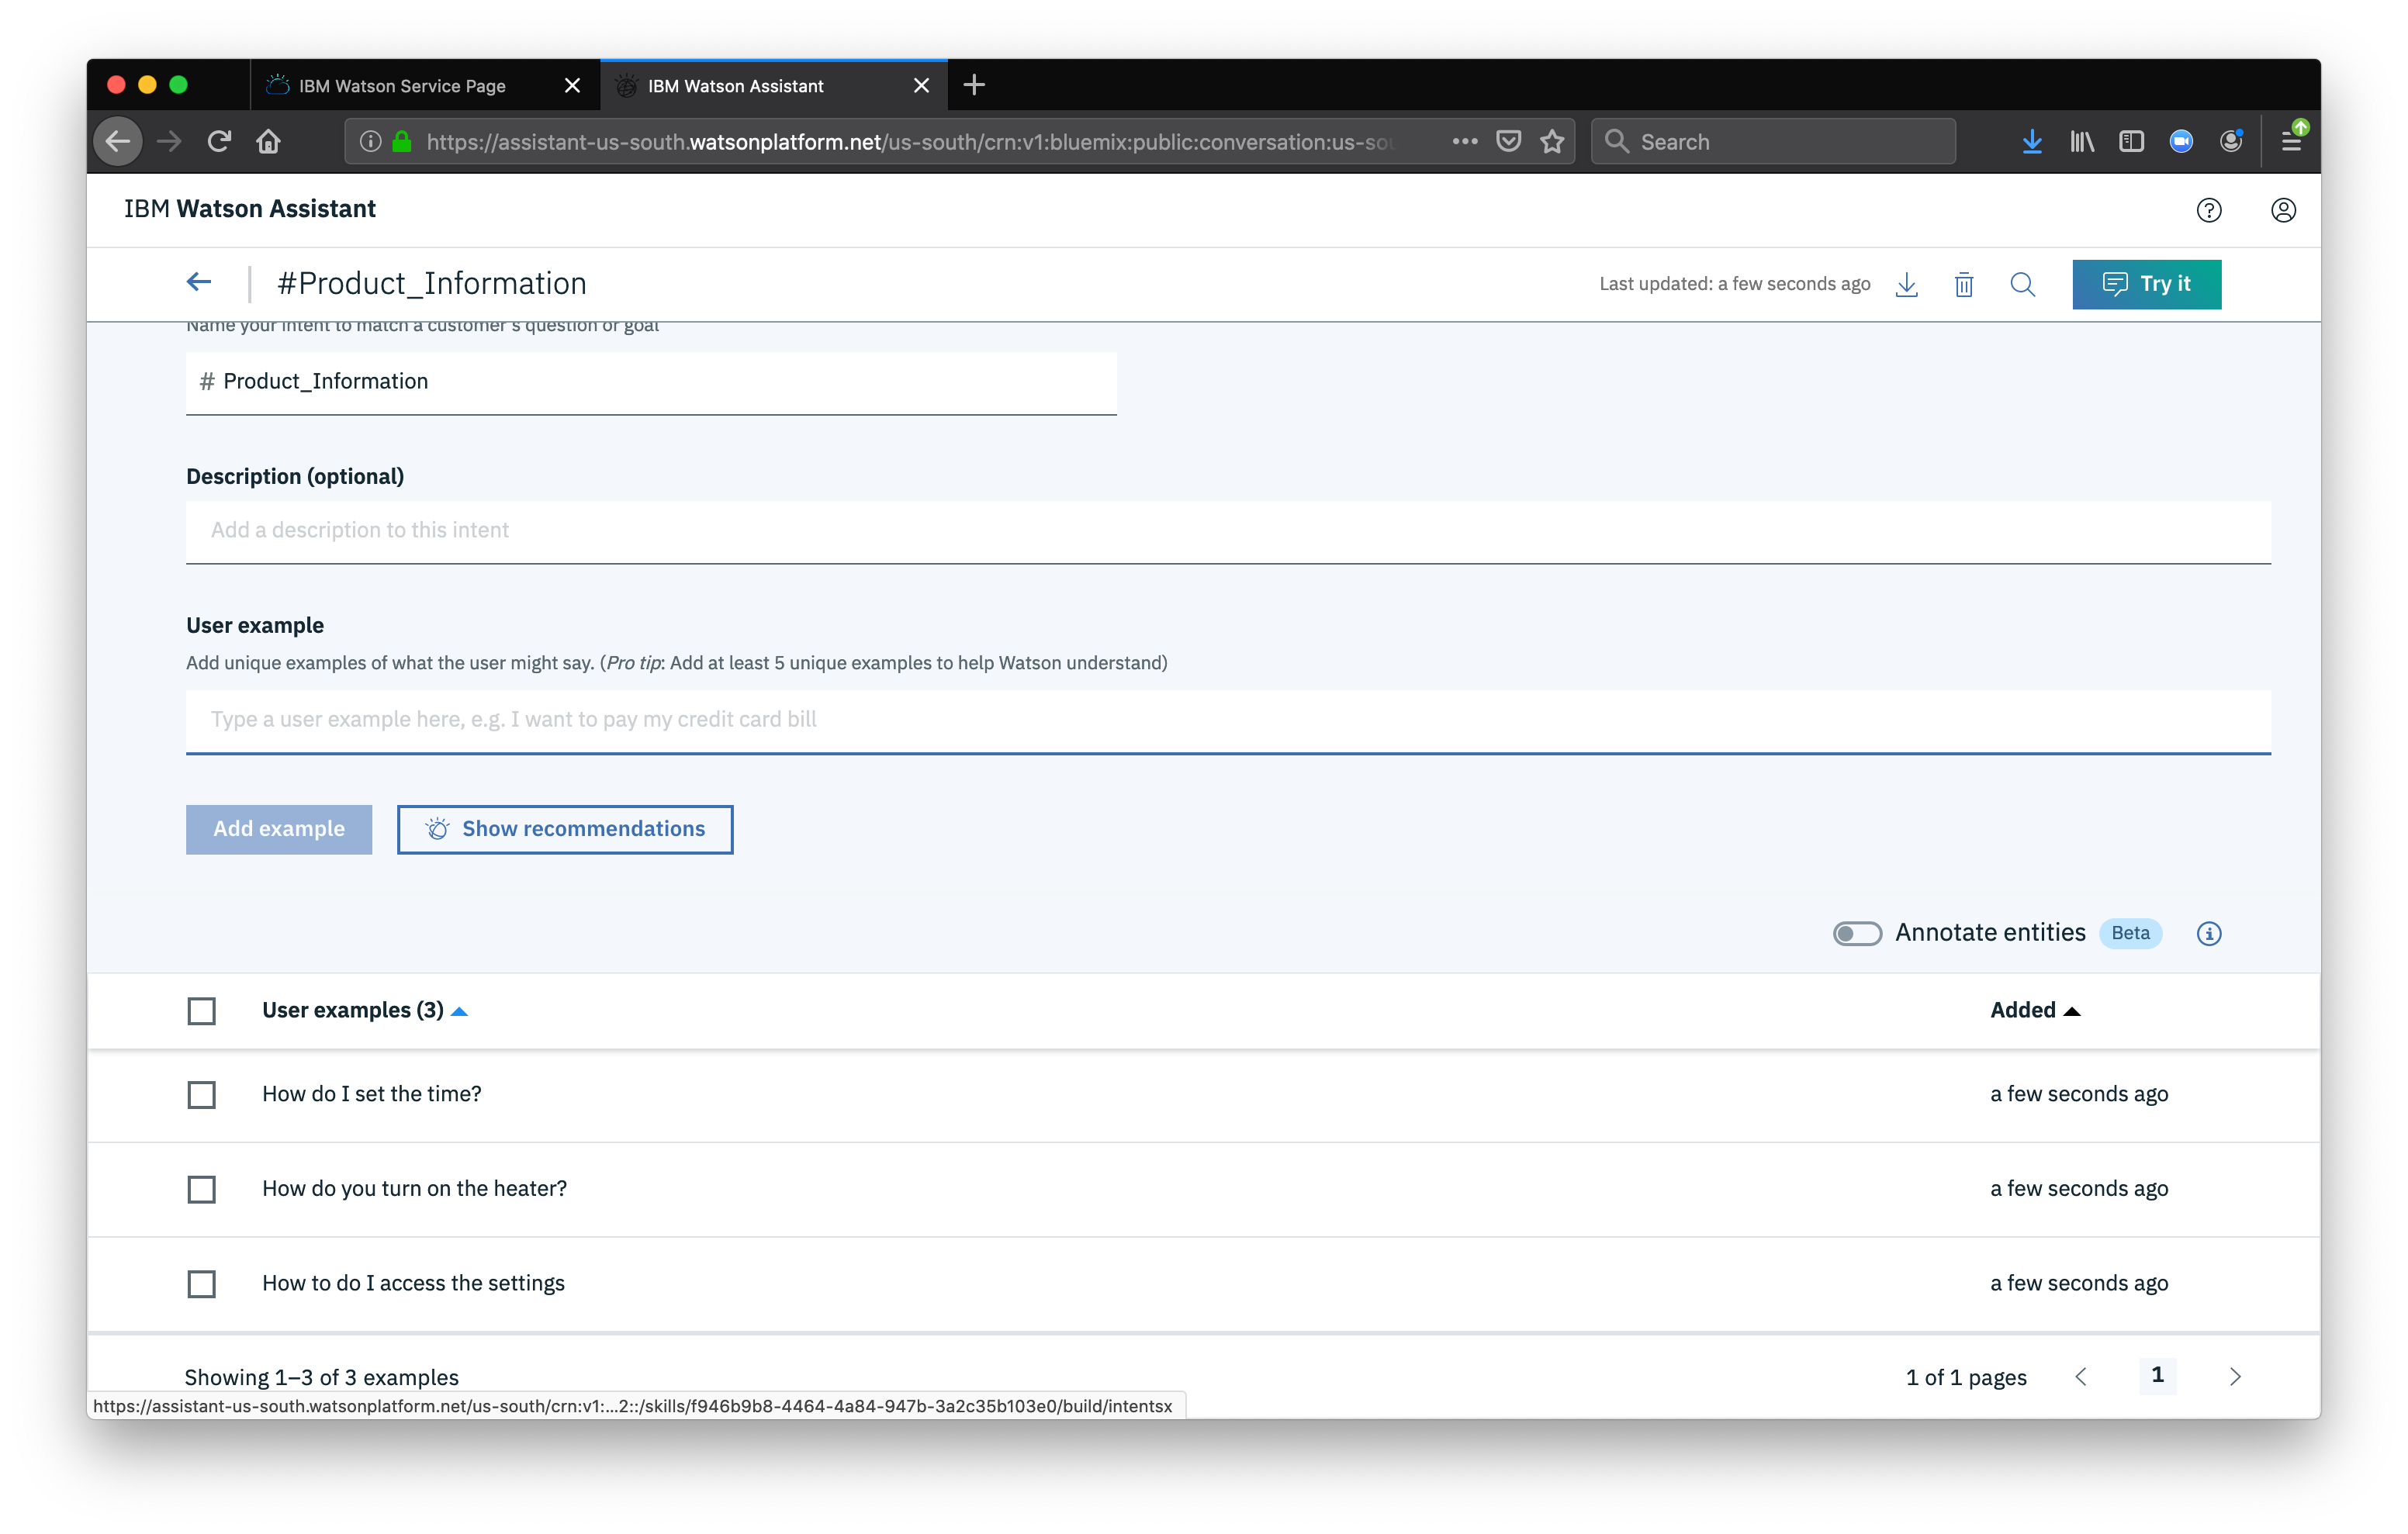 IBM Watson Service Page
IBM Watson Assistant
https://assistant-us-south.watsonplatform.net/us-south/crn:v1:bluemix:public:conversation:us-sou
Search
IBM Watson Assistant
#Product_Information
Last updated: a few seconds ago
Try it
Name your intent to match a customer's question or goal
# Product_Information
Description (optional)
Add a description to this intent
User example
Add unique examples of what the user might say. (Pro tip: Add at least 5 unique examples to help Watson understand)
Type a user example here, e.g. I want to pay my credit card bill
Add example
Show recommendations
Annotate entities
Beta
User examples (3)
Added
How do I set the time?
a few seconds ago
How do you turn on the heater?
a few seconds ago
How to do I access the settings
a few seconds ago
Showing 1–3 of 3 examples
1 of 1 pages
1
https://assistant-us-south.watsonplatform.net/us-south/crn:v1:...2::/skills/f946b9b8-4464-4a84-947b-3a2c35b103e0/build/intentsx